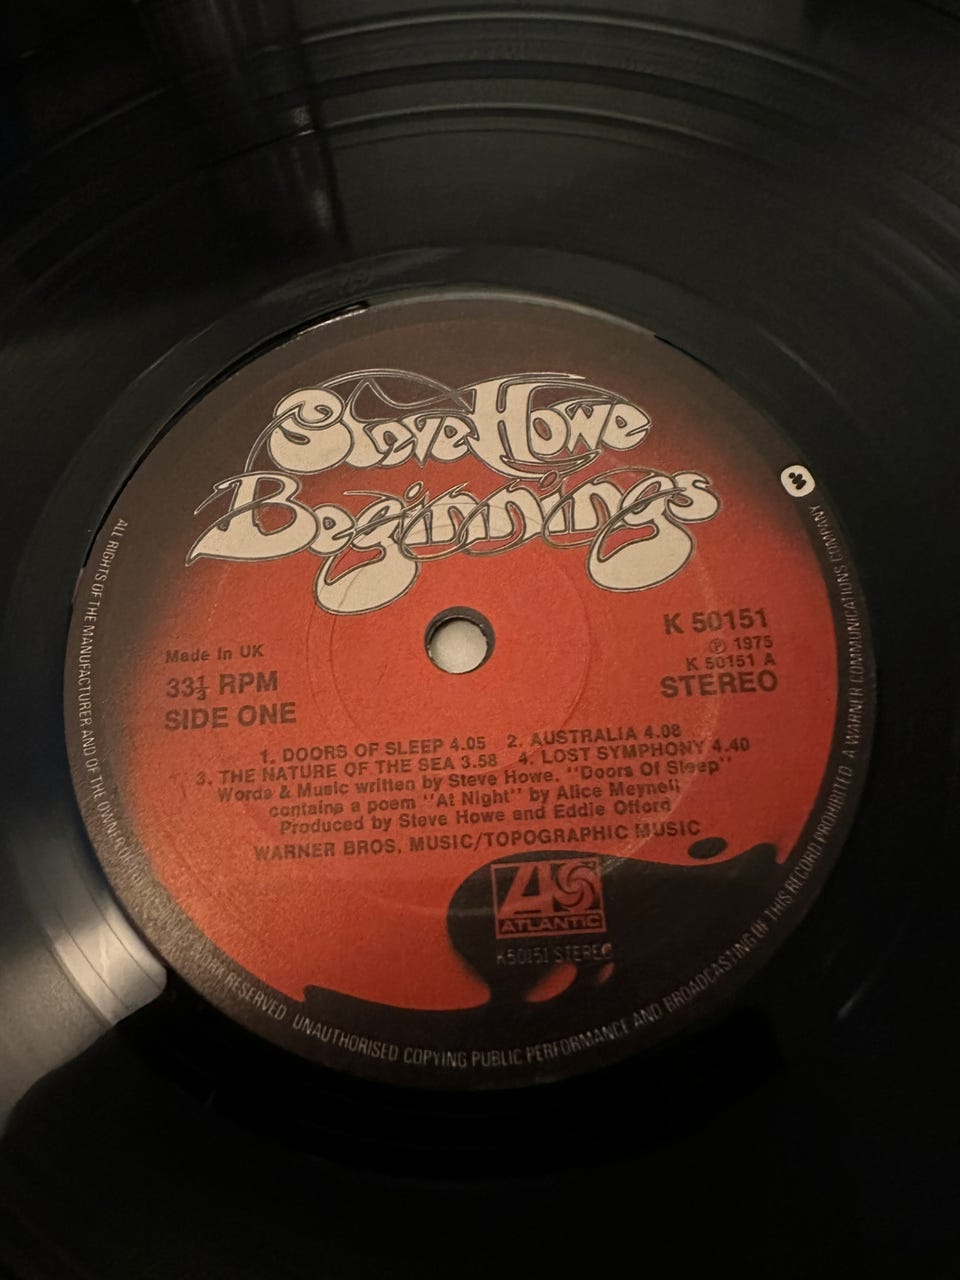 Steve Howe
Beginnings
Made In UK
33⅓ RPM
SIDE ONE
K 50151
℗ 1975
K 50151 A
STEREO
1. DOORS OF SLEEP 4.05 2. AUSTRALIA 4.08
3. THE NATURE OF THE SEA 3.58 4. LOST SYMPHONY 4.40
Words & Music written by Steve Howe. "Doors Of Sleep"
contains a poem "At Night" by Alice Meynell
Produced by Steve Howe and Eddie Offord
WARNER BROS. MUSIC/TOPOGRAPHIC MUSIC
ATLANTIC
K50151 STEREO
ALL RIGHTS OF THE MANUFACTURER AND OF THE OWNER OF RESERVED UNAUTHORISED COPYING PUBLIC PERFORMANCE AND BROADCASTING OF THIS RECORD PROHIBITED A WARNER COMMUNICATIONS COMPANY